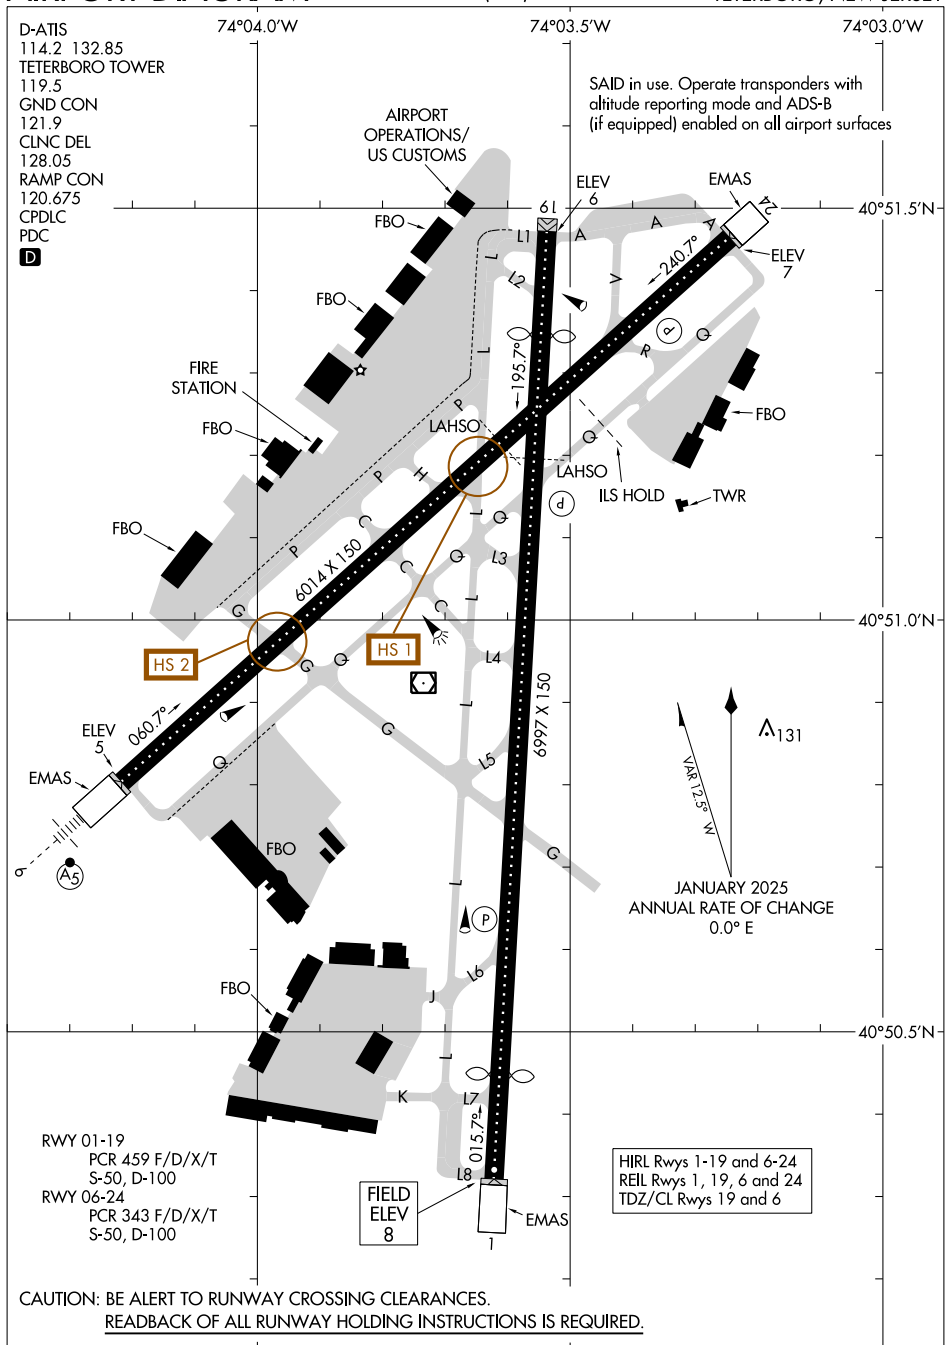 74°04.0'W
74°03.5'W
74°03.0'W
D-ATIS
114.2 132.85
TETERBORO TOWER
119.5
GND CON
121.9
CLNC DEL
128.05
RAMP CON
120.675
CPDLC
PDC
D
SAID in use. Operate transponders with
altitude reporting mode and ADS-B
(if equipped) enabled on all airport surfaces
AIRPORT
OPERATIONS/
US CUSTOMS
ELEV
6
EMAS
24
40°51.5'N
FBO
19
L1
A
A
A
ELEV
7
L
L2
V
240.7°
FBO
P
Q
R
195.7°
L
FIRE
STATION
P
LAHSO
FBO
FBO
Q
LAHSO
ILS HOLD
P
H
TWR
FBO
P
C
L
Q
P
6014 X 150
C
Q
L3
G
C
L
40°51.0'N
HS 2
HS 1
G
Q
L4
6997 X 150
060.7°
L
ELEV
5
G
L5
131
VAR 12.5° W
EMAS
Q
FBO
G
A5
6
L
JANUARY 2025
ANNUAL RATE OF CHANGE
0.0° E
P
L6
FBO
J
40°50.5'N
L
K
L7
015.7°
RWY 01-19
PCR 459 F/D/X/T
S-50, D-100
RWY 06-24
PCR 343 F/D/X/T
S-50, D-100
L8
FIELD
ELEV
8
EMAS
1
HIRL Rwys 1-19 and 6-24
REIL Rwys 1, 19, 6 and 24
TDZ/CL Rwys 19 and 6
CAUTION: BE ALERT TO RUNWAY CROSSING CLEARANCES.
READBACK OF ALL RUNWAY HOLDING INSTRUCTIONS IS REQUIRED.